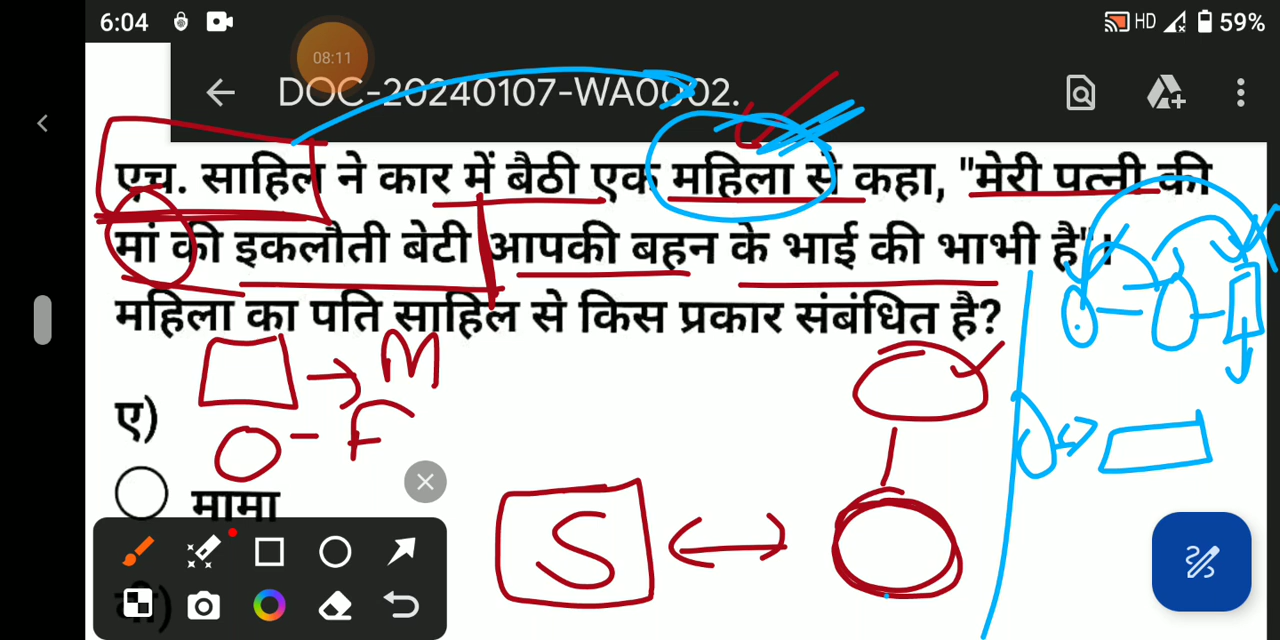 6:04
HD
59%
08:11
DOC-20240107-WA0002.
एच. साहिल ने कार में बैठी एक महिला से कहा, "मेरी पत्नी की
मां की इकलौती बेटी आपकी बहन के भाई की भाभी है"।
महिला का पति साहिल से किस प्रकार संबंधित है?
→ M
ए)
- F
मामा
S ↔
बी)